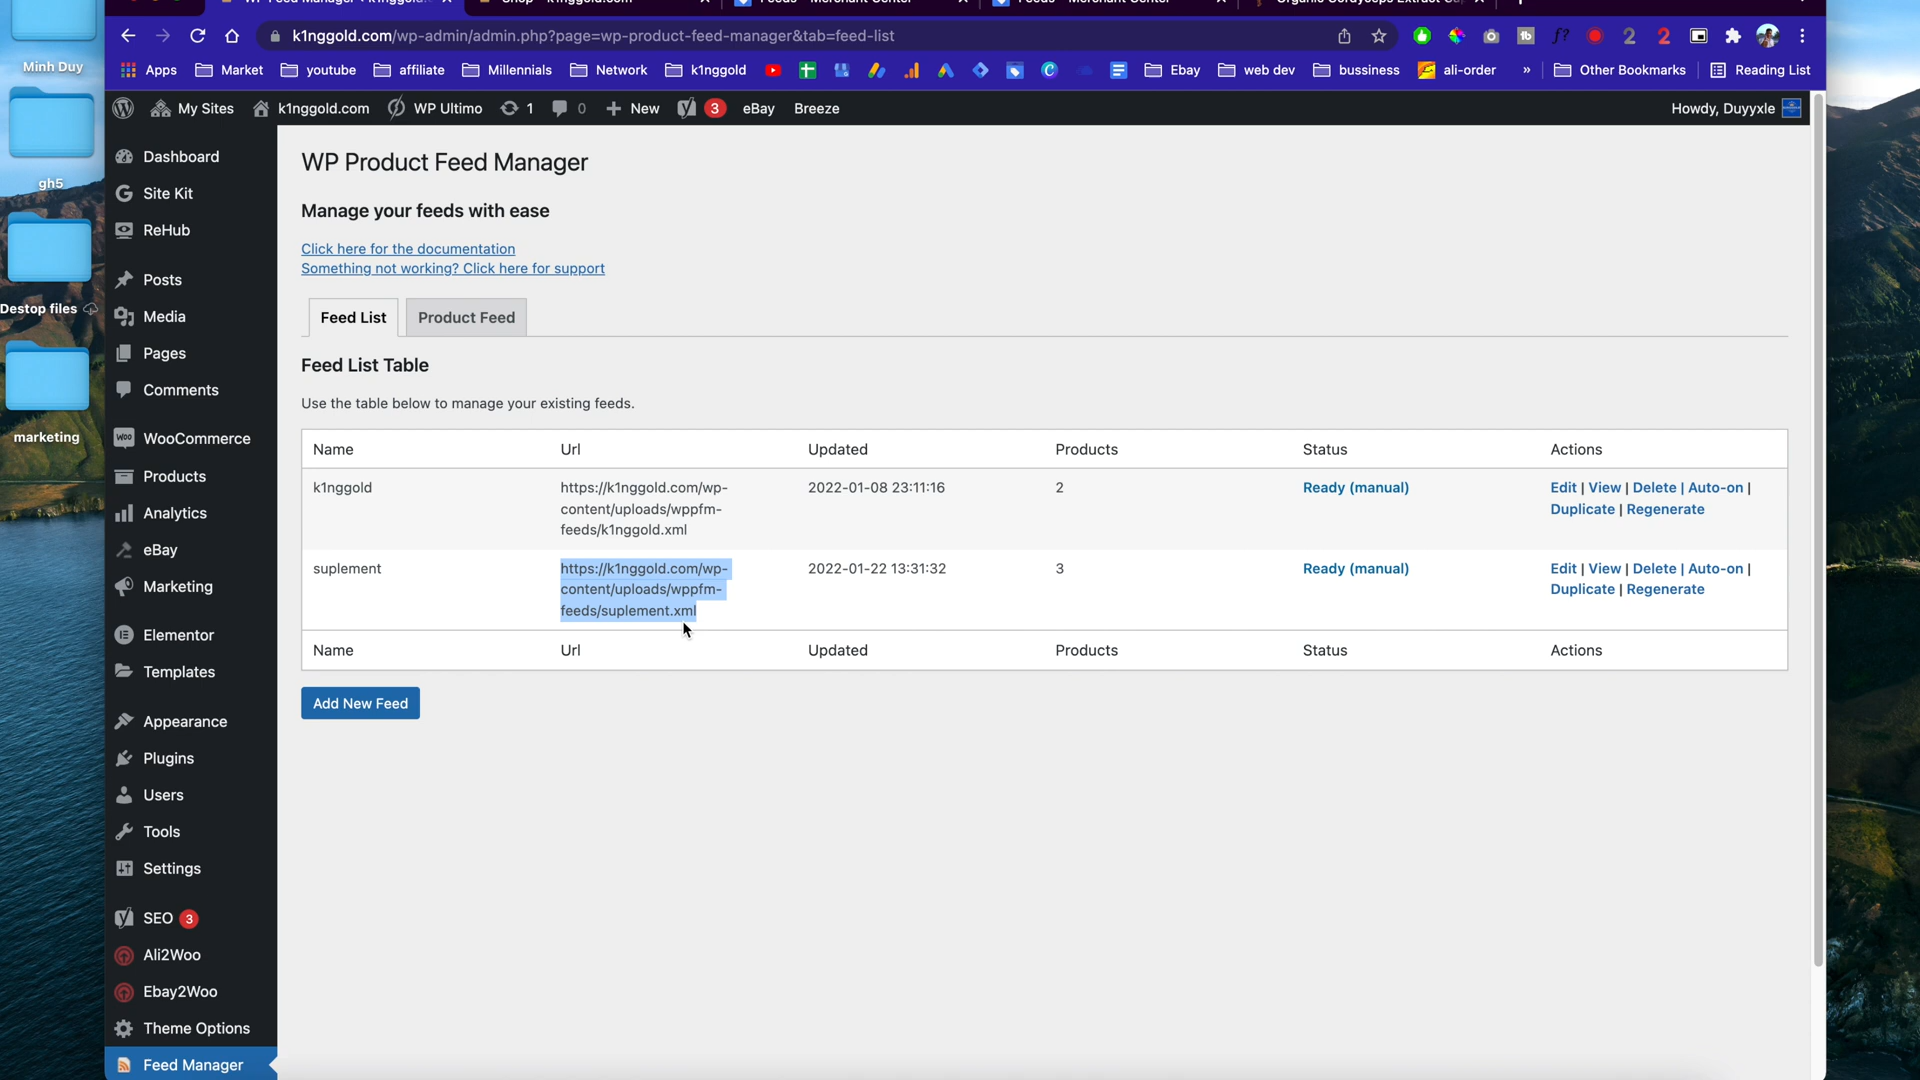 Minh Duy
gh5
Destop files
marketing
k1nggold.com/wp-admin/admin.php?page=wp-product-feed-manager&tab=feed-list
Apps Market youtube affiliate Millennials Network k1nggold Ebay web dev bussiness ali-order » Other Bookmarks Reading List
My Sites k1nggold.com WP Ultimo 1 0 New 3 eBay Breeze Howdy, Duyyxle
Dashboard
Site Kit
ReHub
Posts
Media
Pages
Comments
WooCommerce
Products
Analytics
eBay
Marketing
Elementor
Templates
Appearance
Plugins
Users
Tools
Settings
SEO 3
Ali2Woo
Ebay2Woo
Theme Options
Feed Manager
WP Product Feed Manager
Manage your feeds with ease
Click here for the documentation
Something not working? Click here for support
Feed List Product Feed
Feed List Table
Use the table below to manage your existing feeds.
Name Url Updated Products Status Actions
k1nggold https://k1nggold.com/wp- 2022-01-08 23:11:16 2 Ready (manual) Edit | View | Delete | Auto-on |
content/uploads/wppfm- Duplicate | Regenerate
feeds/k1nggold.xml
suplement https://k1nggold.com/wp- 2022-01-22 13:31:32 3 Ready (manual) Edit | View | Delete | Auto-on |
content/uploads/wppfm- Duplicate | Regenerate
feeds/suplement.xml
Name Url Updated Products Status Actions
Add New Feed